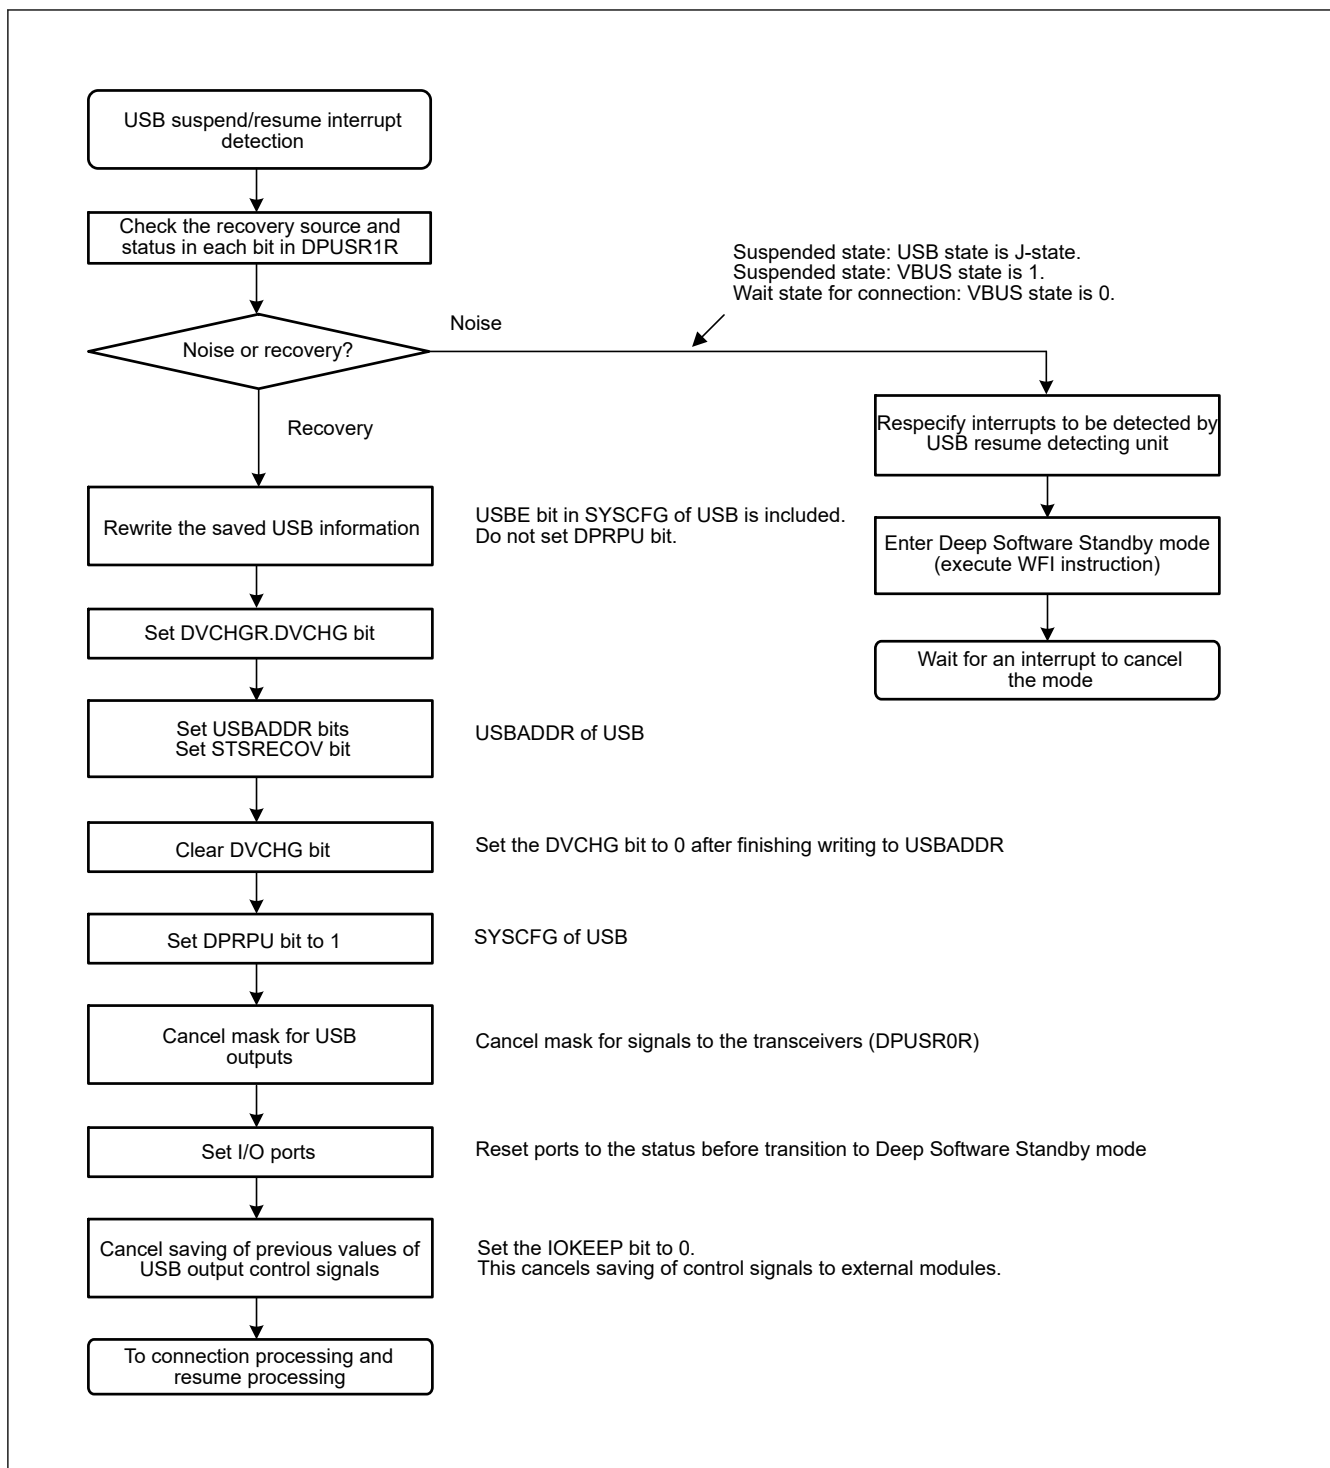 USB suspend/resume interrupt
detection
Check the recovery source and
status in each bit in DPUSR1R
Suspended state: USB state is J-state.
Suspended state: VBUS state is 1.
Wait state for connection: VBUS state is 0.
Noise
Noise or recovery?
Respecify interrupts to be detected by
USB resume detecting unit
Recovery
Rewrite the saved USB information
USBE bit in SYSCFG of USB is included.
Do not set DPRPU bit.
Enter Deep Software Standby mode
(execute WFI instruction)
Set DVCHGR.DVCHG bit
Wait for an interrupt to cancel
the mode
Set USBADDR bits
Set STSRECOV bit
USBADDR of USB
Clear DVCHG bit
Set the DVCHG bit to 0 after finishing writing to USBADDR
Set DPRPU bit to 1
SYSCFG of USB
Cancel mask for USB
outputs
Cancel mask for signals to the transceivers (DPUSR0R)
Set I/O ports
Reset ports to the status before transition to Deep Software Standby mode
Cancel saving of previous values of
USB output control signals
Set the IOKEEP bit to 0.
This cancels saving of control signals to external modules.
To connection processing and
resume processing